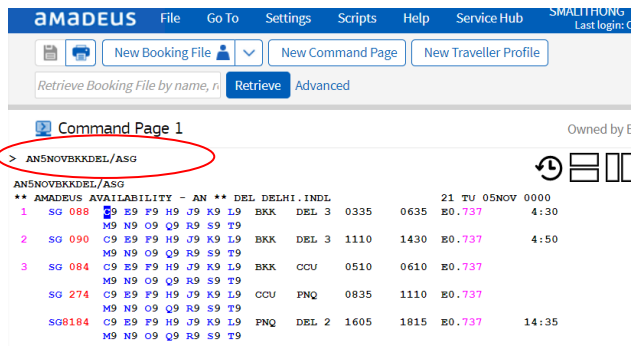 aMaDEUS File Go To Settings Scripts Help Service Hub SMALITHONG
Last login:
New Booking File New Command Page New Traveller Profile
Retrieve Booking File by name, Retrieve Advanced
Command Page 1 Owned by
> AN5NOVBKKDEL/ASG
AN5NOVBKKDEL/ASG
** AMADEUS AVAILABILITY - AN ** DEL DELHI.INDL 21 TU 05NOV 0000
1 SG 088 C9 E9 F9 H9 J9 K9 L9 BKK DEL 3 0335 0635 E0.737 4:30
M9 N9 O9 Q9 R9 S9 T9
2 SG 090 C9 E9 F9 H9 J9 K9 L9 BKK DEL 3 1110 1430 E0.737 4:50
M9 N9 O9 Q9 R9 S9 T9
3 SG 084 C9 E9 F9 H9 J9 K9 L9 BKK CCU 0510 0610 E0.737
M9 N9 O9 Q9 R9 S9 T9
SG 274 C9 E9 F9 H9 J9 K9 L9 CCU PNQ 0835 1110 E0.737
M9 N9 O9 Q9 R9 S9 T9
SG8184 C9 E9 F9 H9 J9 K9 L9 PNQ DEL 2 1605 1815 E0.737 14:35
M9 N9 O9 Q9 R9 S9 T9